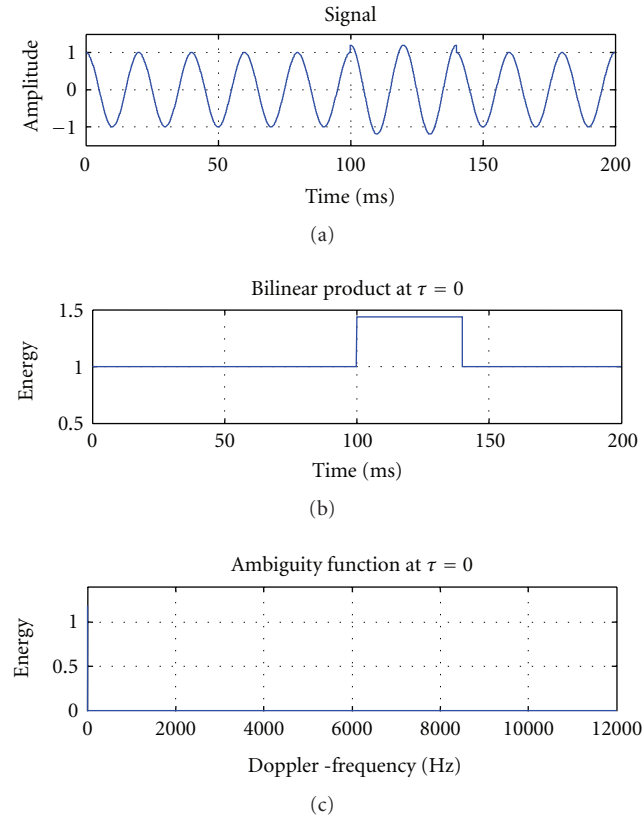 Signal
Amplitude
1
0
−1
0 50 100 150 200
Time (ms)
(a)
Bilinear product at τ = 0
Energy
1.5
1
0.5
0 50 100 150 200
Time (ms)
(b)
Ambiguity function at τ = 0
Energy
1
0.5
0
0 2000 4000 6000 8000 10000 12000
Doppler -frequency (Hz)
(c)